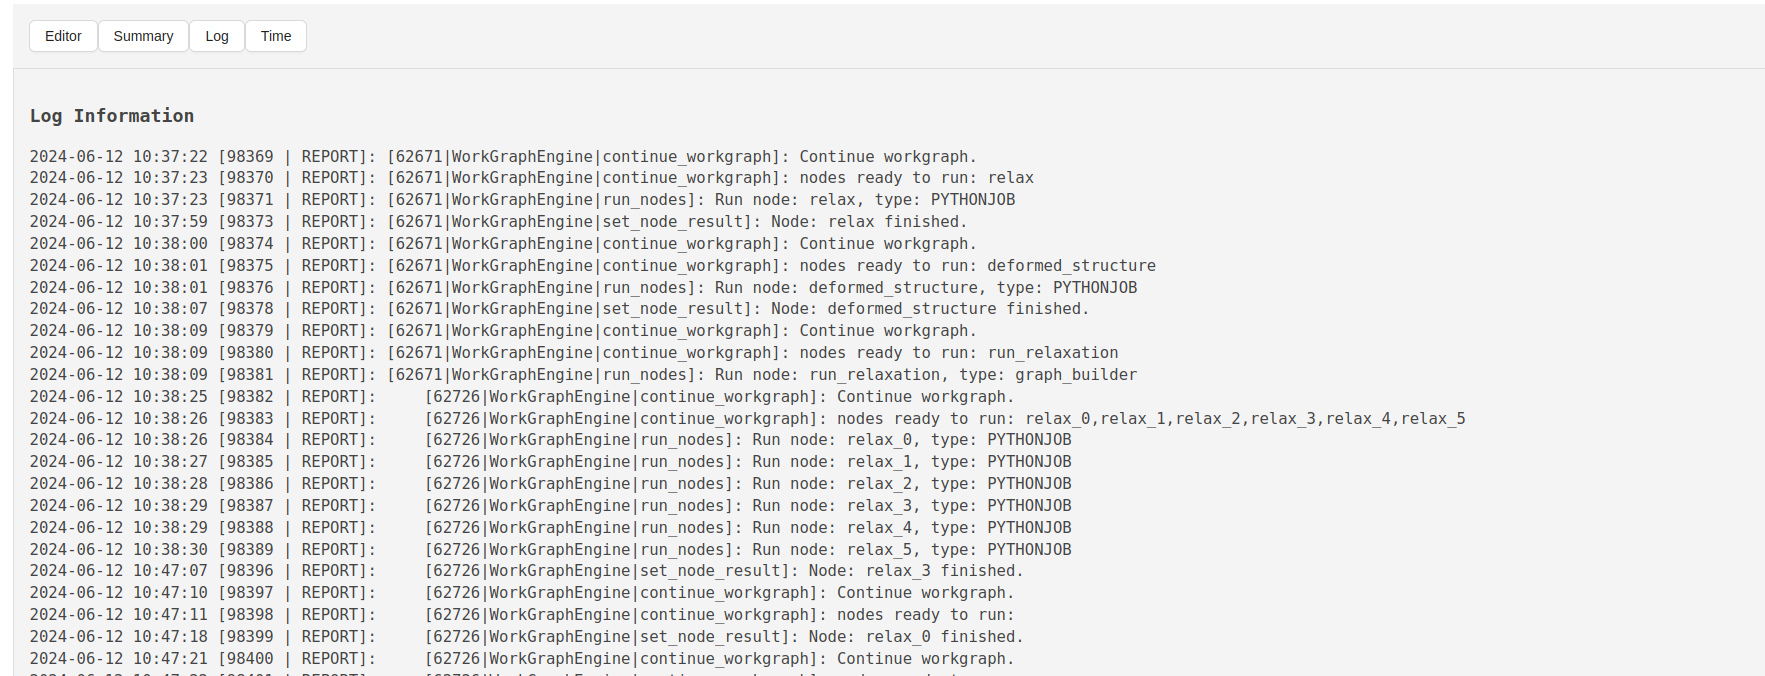 Editor Summary Log Time
Log Information
2024-06-12 10:37:22 [98369 | REPORT]: [62671|WorkGraphEngine|continue_workgraph]: Continue workgraph.
2024-06-12 10:37:23 [98370 | REPORT]: [62671|WorkGraphEngine|continue_workgraph]: nodes ready to run: relax
2024-06-12 10:37:23 [98371 | REPORT]: [62671|WorkGraphEngine|run_nodes]: Run node: relax, type: PYTHONJOB
2024-06-12 10:37:59 [98373 | REPORT]: [62671|WorkGraphEngine|set_node_result]: Node: relax finished.
2024-06-12 10:38:00 [98374 | REPORT]: [62671|WorkGraphEngine|continue_workgraph]: Continue workgraph.
2024-06-12 10:38:01 [98375 | REPORT]: [62671|WorkGraphEngine|continue_workgraph]: nodes ready to run: deformed_structure
2024-06-12 10:38:01 [98376 | REPORT]: [62671|WorkGraphEngine|run_nodes]: Run node: deformed_structure, type: PYTHONJOB
2024-06-12 10:38:07 [98378 | REPORT]: [62671|WorkGraphEngine|set_node_result]: Node: deformed_structure finished.
2024-06-12 10:38:09 [98379 | REPORT]: [62671|WorkGraphEngine|continue_workgraph]: Continue workgraph.
2024-06-12 10:38:09 [98380 | REPORT]: [62671|WorkGraphEngine|continue_workgraph]: nodes ready to run: run_relaxation
2024-06-12 10:38:09 [98381 | REPORT]: [62671|WorkGraphEngine|run_nodes]: Run node: run_relaxation, type: graph_builder
2024-06-12 10:38:25 [98382 | REPORT]:     [62726|WorkGraphEngine|continue_workgraph]: Continue workgraph.
2024-06-12 10:38:26 [98383 | REPORT]:     [62726|WorkGraphEngine|continue_workgraph]: nodes ready to run: relax_0,relax_1,relax_2,relax_3,relax_4,relax_5
2024-06-12 10:38:26 [98384 | REPORT]:     [62726|WorkGraphEngine|run_nodes]: Run node: relax_0, type: PYTHONJOB
2024-06-12 10:38:27 [98385 | REPORT]:     [62726|WorkGraphEngine|run_nodes]: Run node: relax_1, type: PYTHONJOB
2024-06-12 10:38:28 [98386 | REPORT]:     [62726|WorkGraphEngine|run_nodes]: Run node: relax_2, type: PYTHONJOB
2024-06-12 10:38:29 [98387 | REPORT]:     [62726|WorkGraphEngine|run_nodes]: Run node: relax_3, type: PYTHONJOB
2024-06-12 10:38:29 [98388 | REPORT]:     [62726|WorkGraphEngine|run_nodes]: Run node: relax_4, type: PYTHONJOB
2024-06-12 10:38:30 [98389 | REPORT]:     [62726|WorkGraphEngine|run_nodes]: Run node: relax_5, type: PYTHONJOB
2024-06-12 10:47:07 [98396 | REPORT]:     [62726|WorkGraphEngine|set_node_result]: Node: relax_3 finished.
2024-06-12 10:47:10 [98397 | REPORT]:     [62726|WorkGraphEngine|continue_workgraph]: Continue workgraph.
2024-06-12 10:47:11 [98398 | REPORT]:     [62726|WorkGraphEngine|continue_workgraph]: nodes ready to run:
2024-06-12 10:47:18 [98399 | REPORT]:     [62726|WorkGraphEngine|set_node_result]: Node: relax_0 finished.
2024-06-12 10:47:21 [98400 | REPORT]:     [62726|WorkGraphEngine|continue_workgraph]: Continue workgraph.